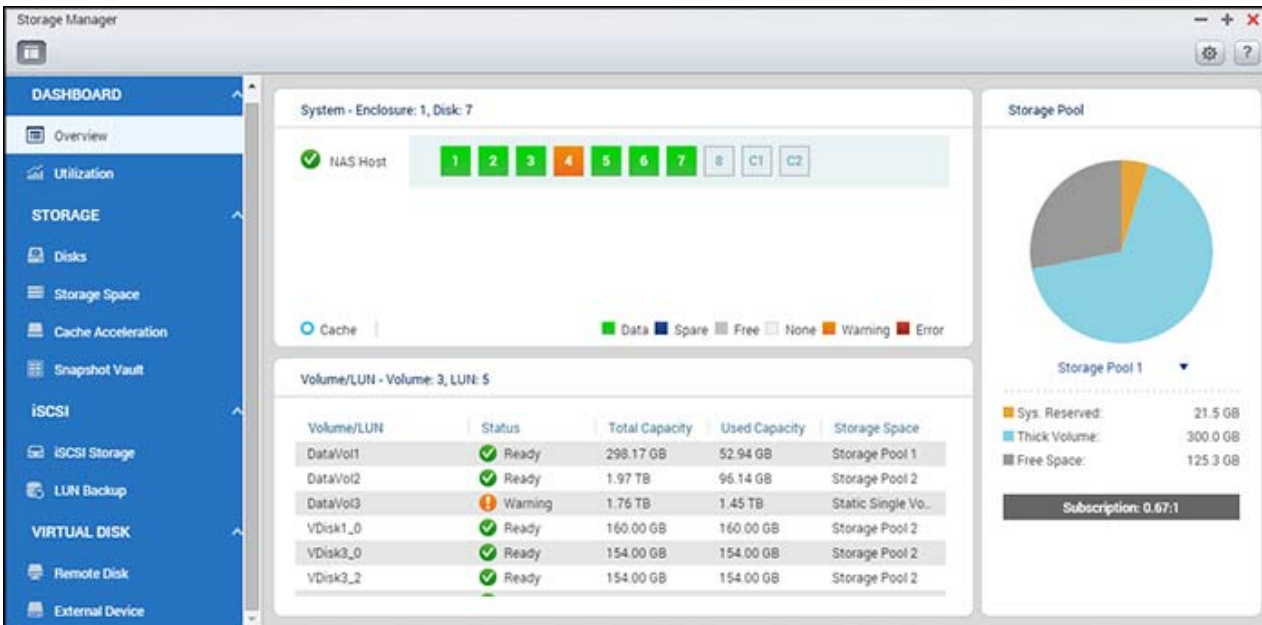 Storage Manager
DASHBOARD
Overview
Utilization
STORAGE
Disks
Storage Space
Cache Acceleration
Snapshot Vault
iSCSI
iSCSI Storage
LUN Backup
VIRTUAL DISK
Remote Disk
External Device
System - Enclosure: 1, Disk: 7
NAS Host 1 2 3 4 5 6 7 8 C1 C2
Cache Data Spare Free None Warning Error
Volume/LUN - Volume: 3, LUN: 5
Volume/LUN Status Total Capacity Used Capacity Storage Space
DataVol1 Ready 298.17 GB 52.94 GB Storage Pool 1
DataVol2 Ready 1.97 TB 96.14 GB Storage Pool 2
DataVol3 Warning 1.76 TB 1.45 TB Static Single Vo...
VDisk1_0 Ready 160.00 GB 160.00 GB Storage Pool 2
VDisk3_0 Ready 154.00 GB 154.00 GB Storage Pool 2
VDisk3_2 Ready 154.00 GB 154.00 GB Storage Pool 2
Storage Pool
Storage Pool 1
Sys. Reserved: 21.5 GB
Thick Volume: 300.0 GB
Free Space: 125.3 GB
Subscription: 0.67:1